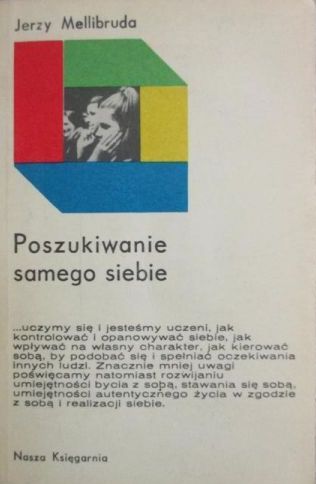 Jerzy Mellibruda
Poszukiwanie
samego siebie
...uczymy się i jesteśmy uczeni, jak
kontrolować i opanowywać siebie, jak
wpływać na własny charakter, jak kierować
sobą, by podobać się i spełniać oczekiwania
innych ludzi. Znacznie mniej uwagi
poświęcamy natomiast rozwijaniu
umiejętności bycia z sobą, stawania się sobą,
umiejętności autentycznego życia w zgodzie
z sobą i realizacji siebie.
Nasza Księgarnia